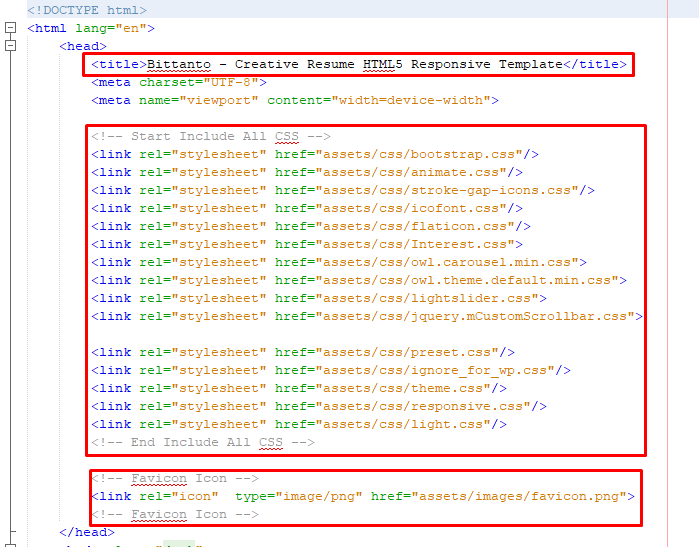 <!DOCTYPE html>
<html lang="en">
<head>
<title>Bittanto – Creative Resume HTML5 Responsive Template</title>
<meta charset="UTF-8">
<meta name="viewport" content="width=device-width">
<!-- Start Include All CSS -->
<link rel="stylesheet" href="assets/css/bootstrap.css"/>
<link rel="stylesheet" href="assets/css/animate.css"/>
<link rel="stylesheet" href="assets/css/stroke-gap-icons.css"/>
<link rel="stylesheet" href="assets/css/icofont.css"/>
<link rel="stylesheet" href="assets/css/flaticon.css"/>
<link rel="stylesheet" href="assets/css/Interest.css">
<link rel="stylesheet" href="assets/css/owl.carousel.min.css">
<link rel="stylesheet" href="assets/css/owl.theme.default.min.css">
<link rel="stylesheet" href="assets/css/lightslider.css">
<link rel="stylesheet" href="assets/css/jquery.mCustomScrollbar.css">
<link rel="stylesheet" href="assets/css/preset.css"/>
<link rel="stylesheet" href="assets/css/ignore_for_wp.css"/>
<link rel="stylesheet" href="assets/css/theme.css"/>
<link rel="stylesheet" href="assets/css/responsive.css"/>
<link rel="stylesheet" href="assets/css/light.css"/>
<!-- End Include All CSS -->
<!-- Favicon Icon -->
<link rel="icon"  type="image/png" href="assets/images/favicon.png">
<!-- Favicon Icon -->
</head>